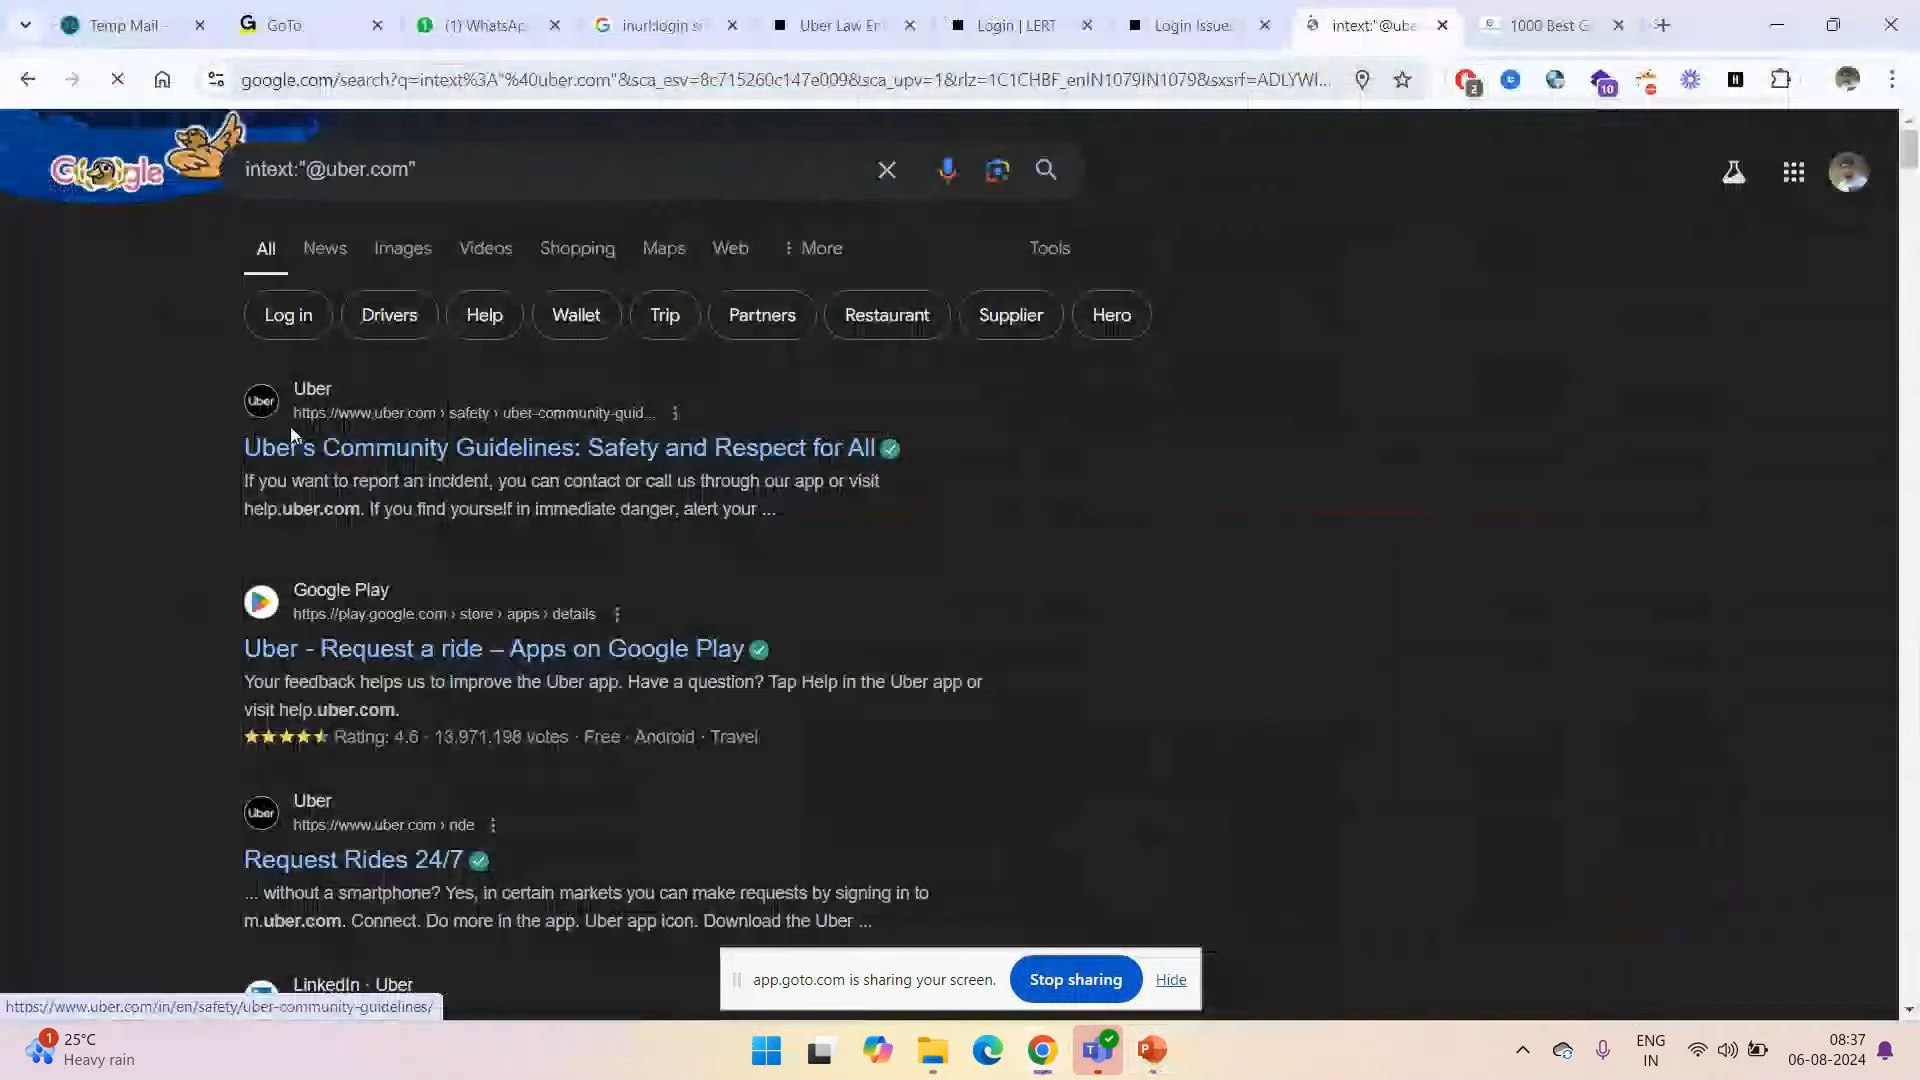 Temp Mail -
GoTo
(1) WhatsAp
inurl:login si
Uber Law En
Login | LERT
Login Issue:
intext:"@ube
1000 Best G
google.com/search?q=intext%3A"%40uber.com"&sca_esv=8c715260c147e009&sca_upv=1&rlz=1C1CHBF_enIN1079IN1079&sxsrf=ADLYWI...
2
10
Google
intext:"@uber.com"
All
News
Images
Videos
Shopping
Maps
Web
More
Tools
Log in
Drivers
Help
Wallet
Trip
Partners
Restaurant
Supplier
Hero
Uber
Uber
https://www.uber.com › safety › uber-community-guid...
Uber's Community Guidelines: Safety and Respect for All
If you want to report an incident, you can contact or call us through our app or visit
help.uber.com. If you find yourself in immediate danger, alert your ...
Google Play
https://play.google.com › store › apps › details
Uber - Request a ride – Apps on Google Play
Your feedback helps us to improve the Uber app. Have a question? Tap Help in the Uber app or
visit help.uber.com.
Rating: 4.6 · 13,971,198 votes · Free · Android · Travel
Uber
Uber
https://www.uber.com › ride
Request Rides 24/7
... without a smartphone? Yes, in certain markets you can make requests by signing in to
m.uber.com. Connect. Do more in the app. Uber app icon. Download the Uber ...
LinkedIn · Uber
app.goto.com is sharing your screen.
Stop sharing
Hide
https://www.uber.com/in/en/safety/uber-community-guidelines/
1
25°C
Heavy rain
ENG
IN
08:37
06-08-2024